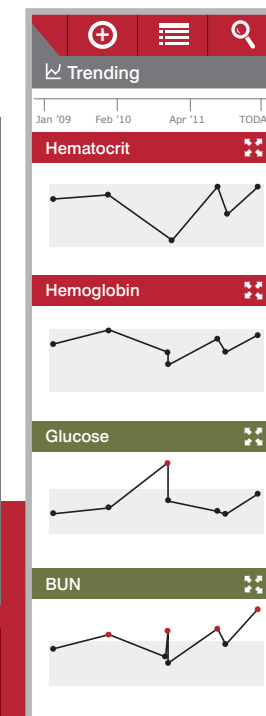 Trending
Jan '09 Feb '10 Apr '11 TODA
Hematocrit
Hemoglobin
Glucose
BUN